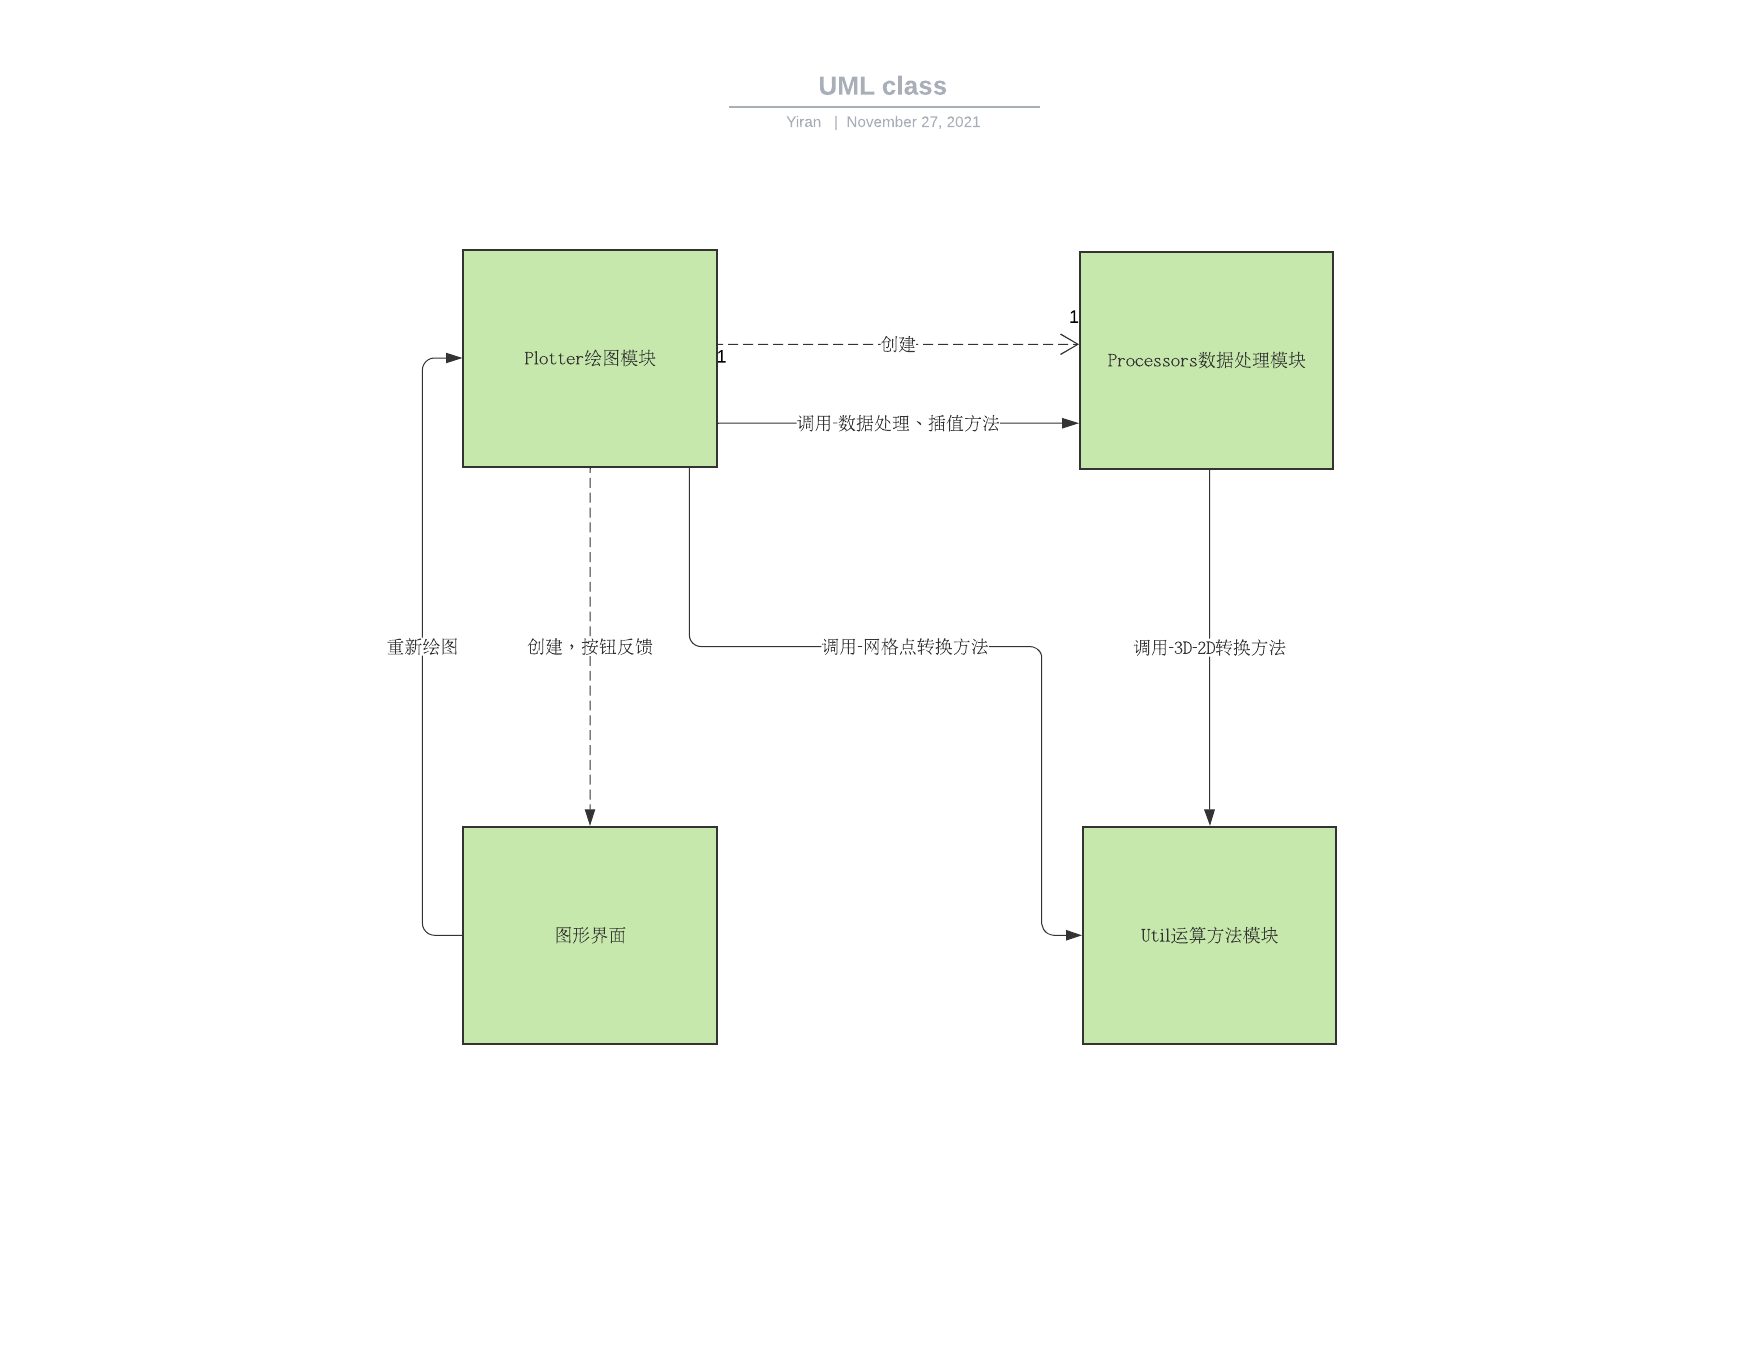 UML class
Yiran | November 27, 2021
1
创建
Plotter绘图模块
1
Processors数据处理模块
调用-数据处理、插值方法
重新绘图
创建，按钮反馈
调用-网格点转换方法
调用-3D-2D转换方法
图形界面
Util运算方法模块